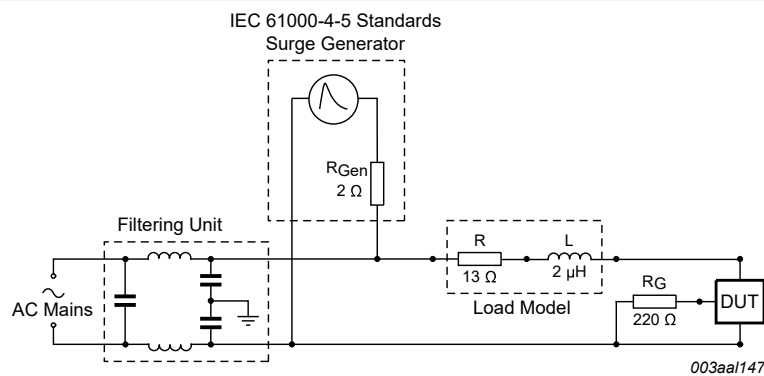 IEC 61000-4-5 Standards
Surge Generator
RGen
2 Ω
Filtering Unit
AC Mains
R
13 Ω
L
2 μH
Load Model
RG
220 Ω
DUT
003aal147